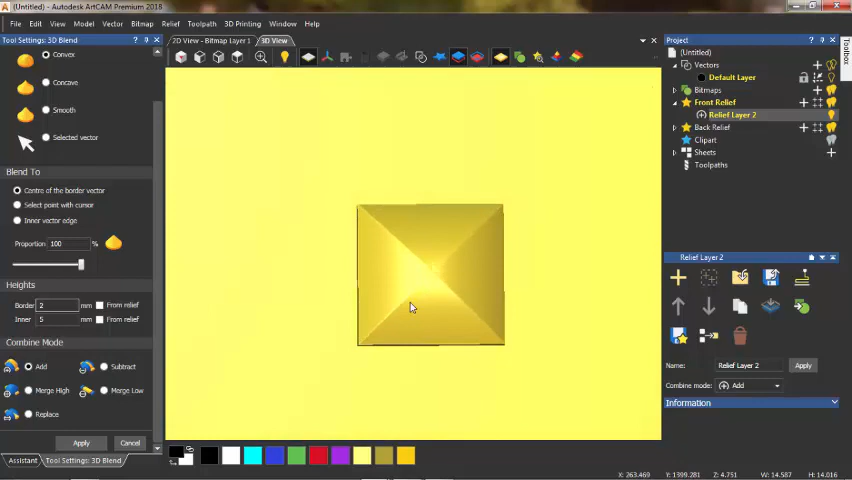 (Untitled) - Autodesk ArtCAM Premium 2018
File Edit View Model Vector Bitmap Relief Toolpath 3D Printing Window Help
Tool Settings: 3D Blend
Convex
Concave
Smooth
Selected vector
Blend To
Centre of the border vector
Select point with cursor
Inner vector edge
Proportion 100 %
Heights
Border 2 mm From relief
Inner 5 mm From relief
Combine Mode
Add Subtract
Merge High Merge Low
Replace
Apply Cancel
Assistant Tool Settings: 3D Blend
2D View - Bitmap Layer 1 3D View
Project
(Untitled)
Vectors
Default Layer
Bitmaps
Front Relief
Relief Layer 2
Back Relief
Clipart
Sheets
Toolpaths
Toolbox
Relief Layer 2
Name: Relief Layer 2 Apply
Combine mode: Add
Information
X: 263.469 Y: 1399.281 Z: 4.751 W: 14.587 H: 14.016